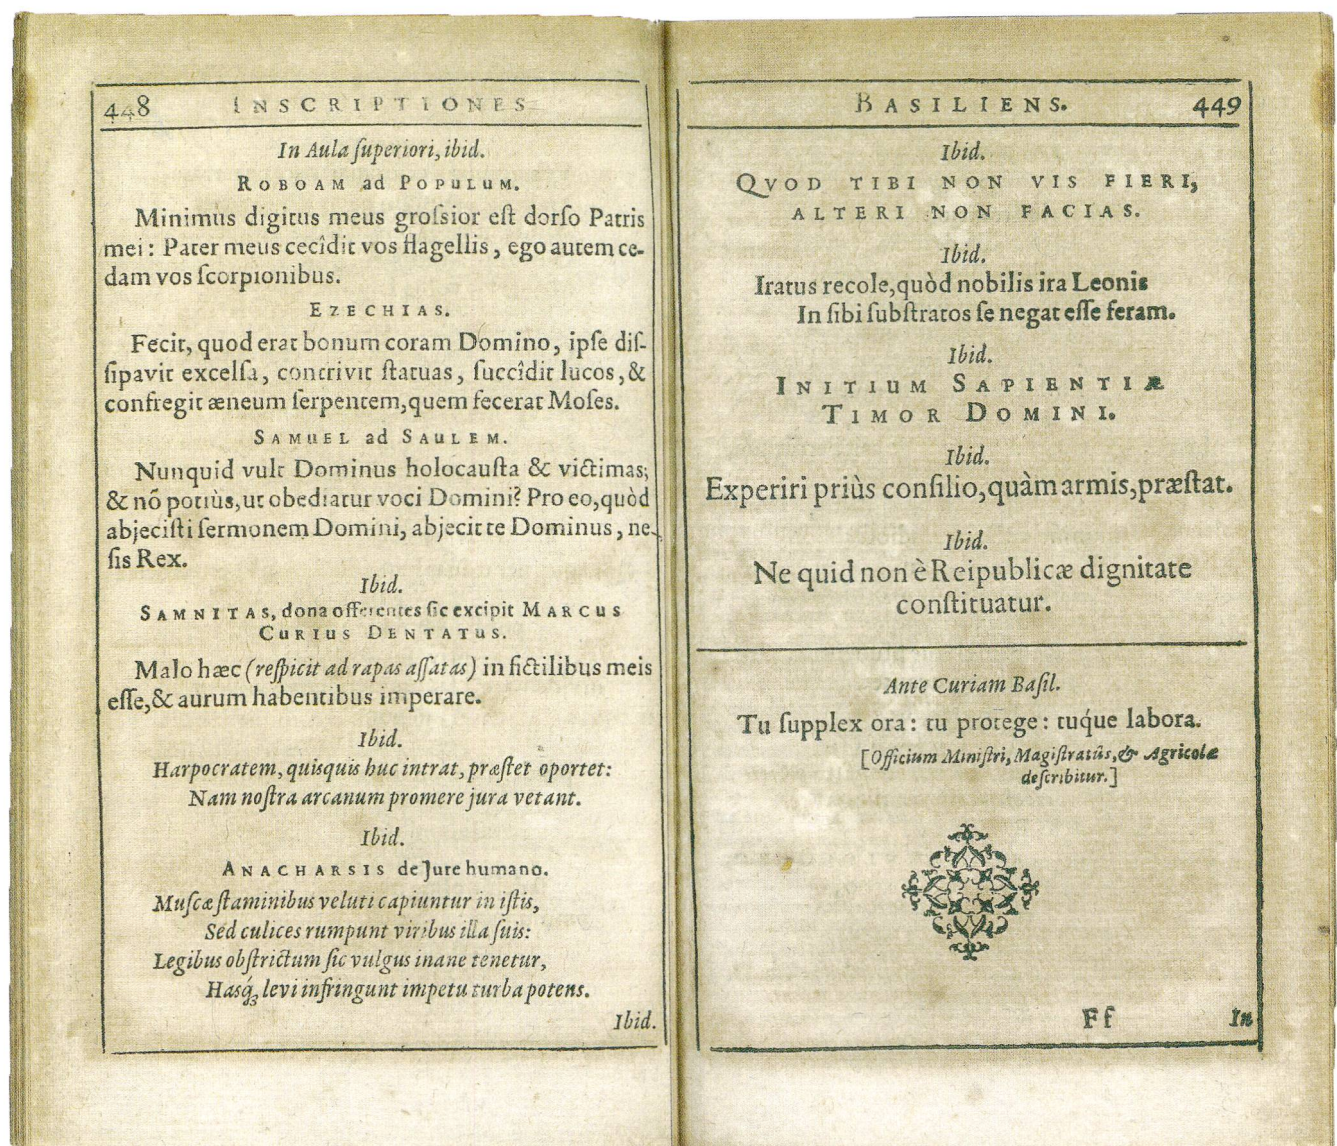 448 INSCRIPTIONES
In Aula ſuperiori, ibid.
ROBOAM ad POPULUM.
Minimus digitus meus groſsior eſt dorſo Patris
mei: Pater meus cecîdit vos flagellis, ego autem ce-
dam vos ſcorpionibus.
EZECHIAS.
Fecit, quod erat bonum coram Domino, ipſe diſ-
ſipavit excelſa, contrivit ſtatuas, ſuccîdit lucos, &
confregit æneum ſerpentem, quem fecerat Moſes.
SAMUEL ad SAULEM.
Nunquid vult Dominus holocauſta & victimas;
& nõ potiùs, ut obediatur voci Domini? Pro eo, quòd
abjeciſti ſermonem Domini, abjecit te Dominus, ne
ſis Rex.
Ibid.
SAMNITAS, dona offerentes ſic excipit MARCUS
CURIUS DENTATUS.
Malo hæc (reſpicit ad rapas aſſatas) in fictilibus meis
eſſe, & aurum habentibus imperare.
Ibid.
Harpocratem, quisquis huc intrat, præſtet oportet:
Nam noſtra arcanum promere jura vetant.
Ibid.
ANACHARSIS de Jure humano.
Muſcæ ſtaminibus veluti capiuntur in iſtis,
Sed culices rumpunt viribus illa ſuis:
Legibus obſtrictum ſic vulgus inane tenetur,
Hasq́ꝫ levi infringunt impetu turba potens.
Ibid.
BASILIENS. 449
Ibid.
QVOD TIBI NON VIS FIERI,
ALTERI NON FACIAS.
Ibid.
Iratus recole, quòd nobilis ira Leonis
In ſibi ſubſtratos ſe negat eſſe feram.
Ibid.
INITIUM SAPIENTIÆ
TIMOR DOMINI.
Ibid.
Experiri priùs conſilio, quàm armis, præſtat.
Ibid.
Ne quid non è Reipublicæ dignitate
conſtituatur.
Ante Curiam Baſil.
Tu ſupplex ora: tu protege: tuq́ue labora.
[Officium Miniſtri, Magiſtratûs, & Agricolæ
deſcribitur.]
Ff In